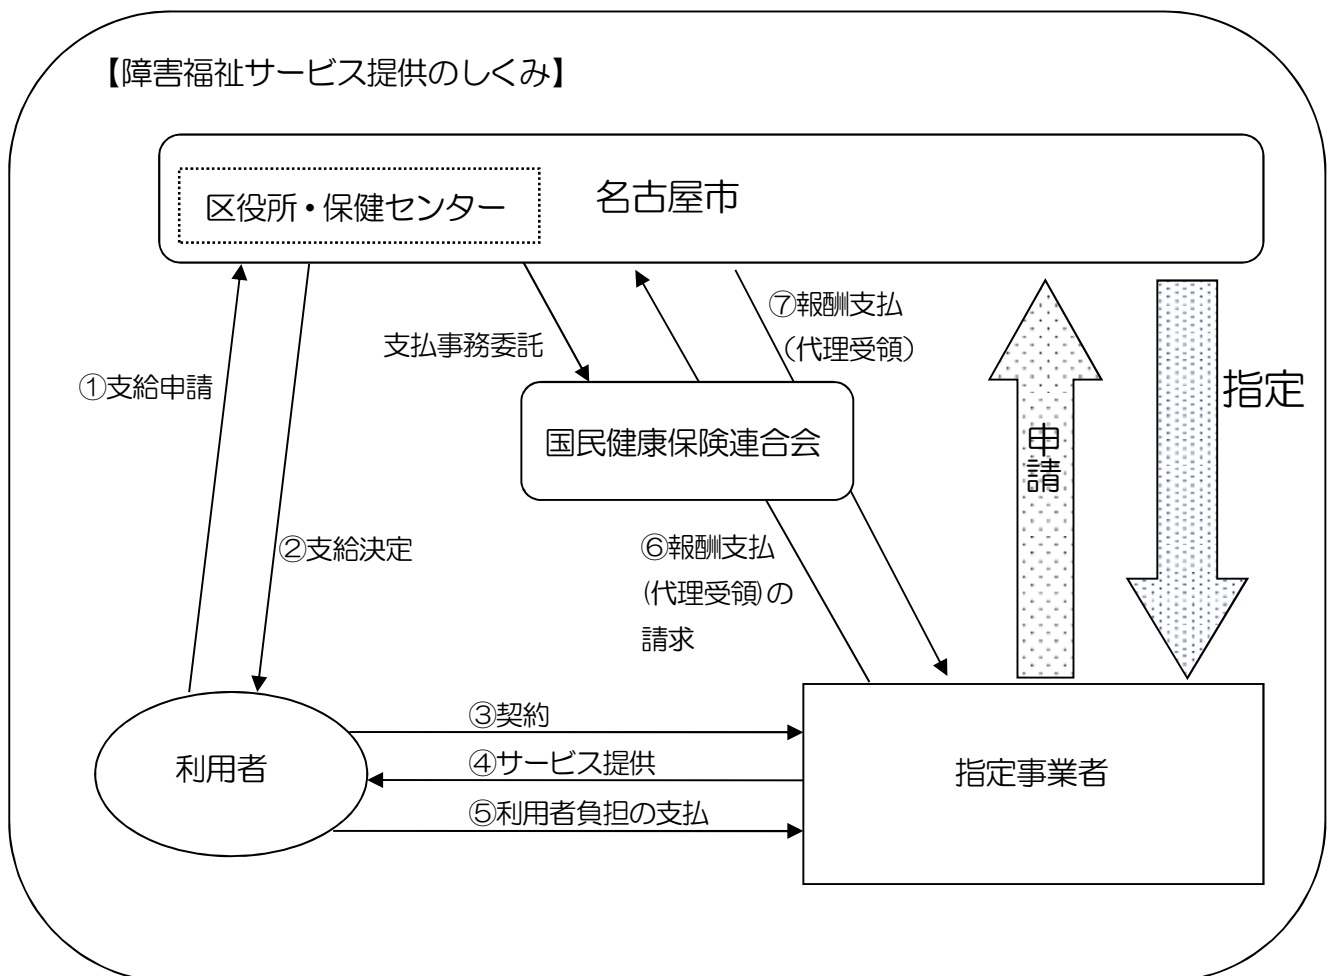 【障害福祉サービス提供のしくみ】
区役所・保健センター
名古屋市
⑦報酬支払
（代理受領）
支払事務委託
①支給申請
指定
国民健康保険連合会
申請
②支給決定
⑥報酬支払
(代理受領)の
請求
③契約
④サービス提供
利用者
指定事業者
⑤利用者負担の支払